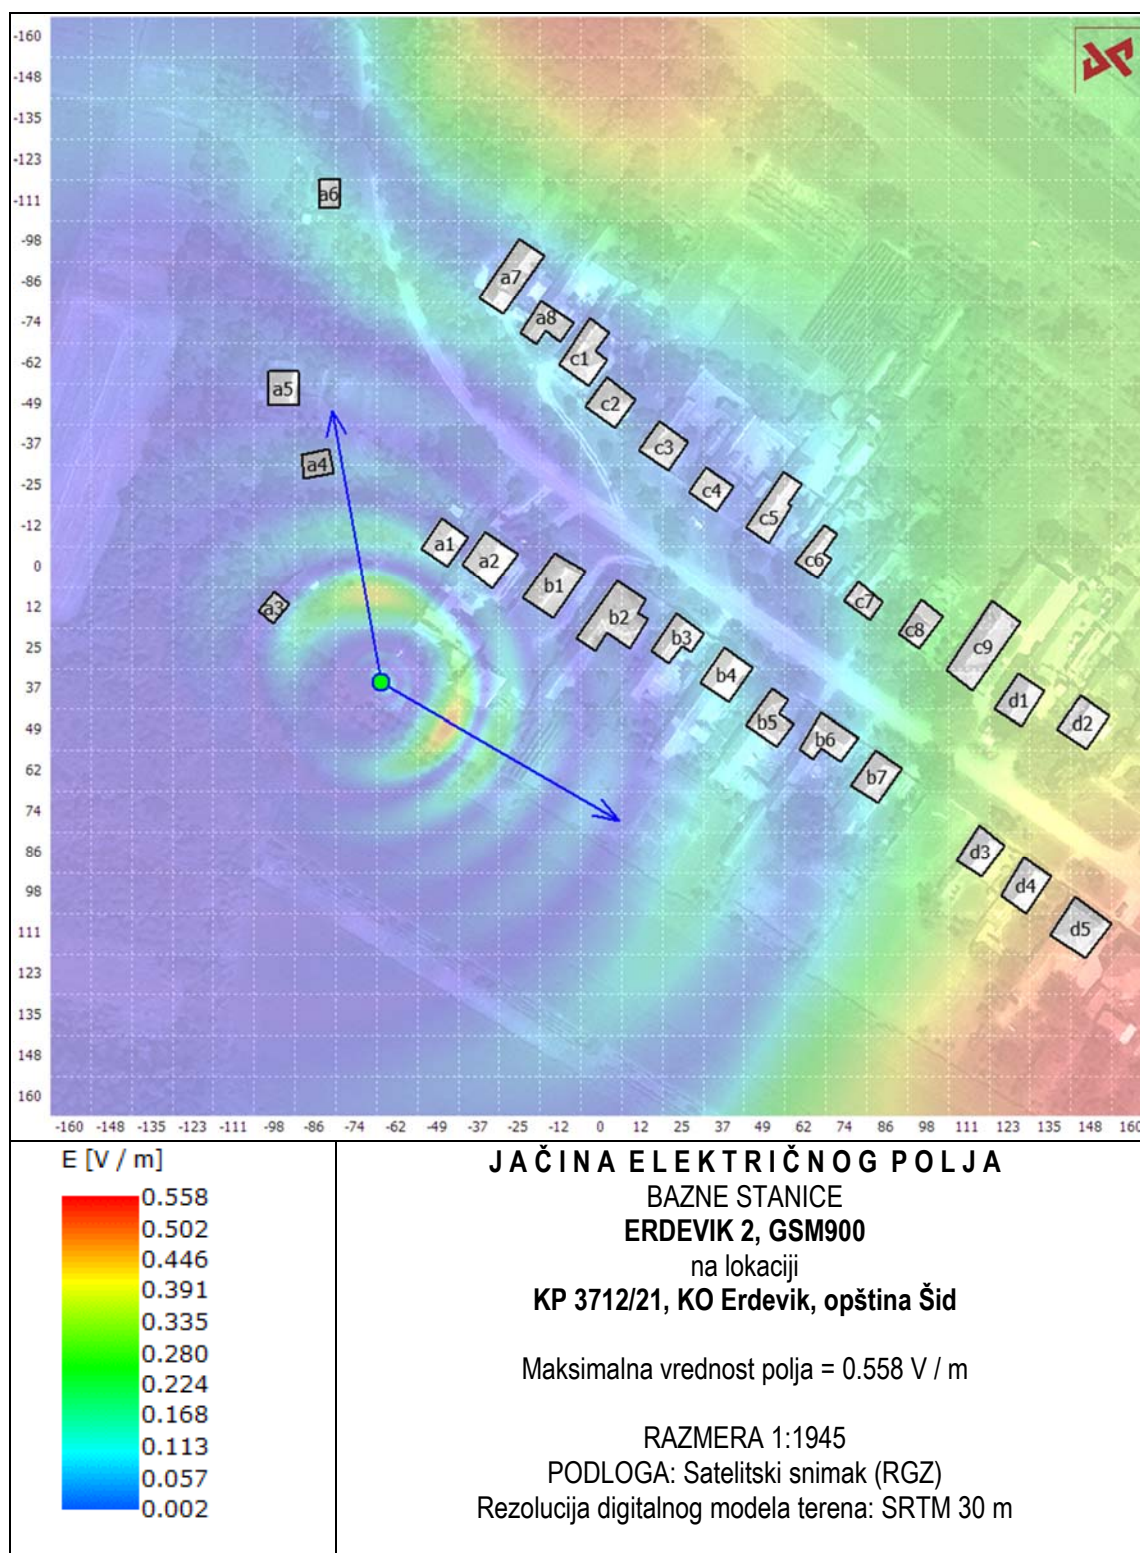 -160
-148
-135
-123
-111
-98
-86
-74
-62
-49
-37
-25
-12
0
12
25
37
49
62
74
86
98
111
123
135
148
160
a6
a7
a8
c1
a5
c2
c3
a4
c4
c5
a1
a2
c6
b1
c7
a3
b2
c8
b3
c9
b4
d1
b5
d2
b6
b7
d3
d4
d5
-160 -148 -135 -123 -111 -98 -86 -74 -62 -49 -37 -25 -12 0 12 25 37 49 62 74 86 98 111 123 135 148 160
E [V / m]
0.558
0.502
0.446
0.391
0.335
0.280
0.224
0.168
0.113
0.057
0.002
JAČINA ELEKTRIČNOG POLJA
BAZNE STANICE
ERDEVIK 2, GSM900
na lokaciji
KP 3712/21, KO Erdevik, opština Šid
Maksimalna vrednost polja = 0.558 V / m
RAZMERA 1:1945
PODLOGA: Satelitski snimak (RGZ)
Rezolucija digitalnog modela terena: SRTM 30 m